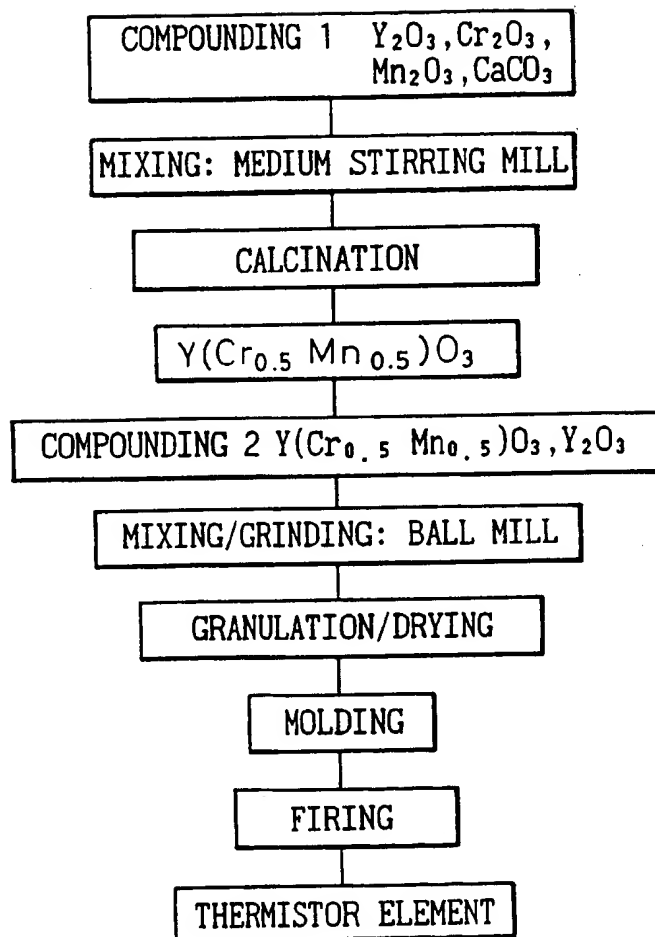 COMPOUNDING 1 Y₂O₃,Cr₂O₃,
Mn₂O₃,CaCO₃
MIXING: MEDIUM STIRRING MILL
CALCINATION
Y(Cr₀.₅ Mn₀.₅)O₃
COMPOUNDING 2 Y(Cr₀.₅ Mn₀.₅)O₃,Y₂O₃
MIXING/GRINDING: BALL MILL
GRANULATION/DRYING
MOLDING
FIRING
THERMISTOR ELEMENT